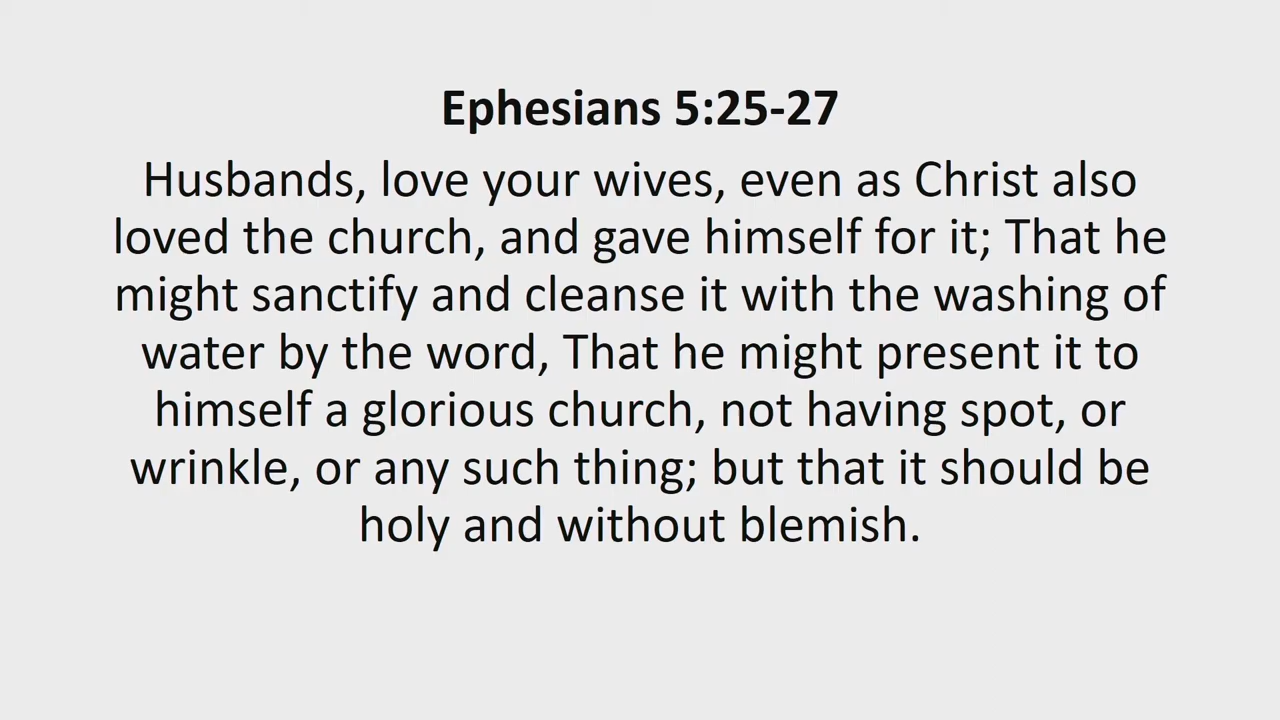 Ephesians 5:25-27
Husbands, love your wives, even as Christ also
loved the church, and gave himself for it; That he
might sanctify and cleanse it with the washing of
water by the word, That he might present it to
himself a glorious church, not having spot, or
wrinkle, or any such thing; but that it should be
holy and without blemish.